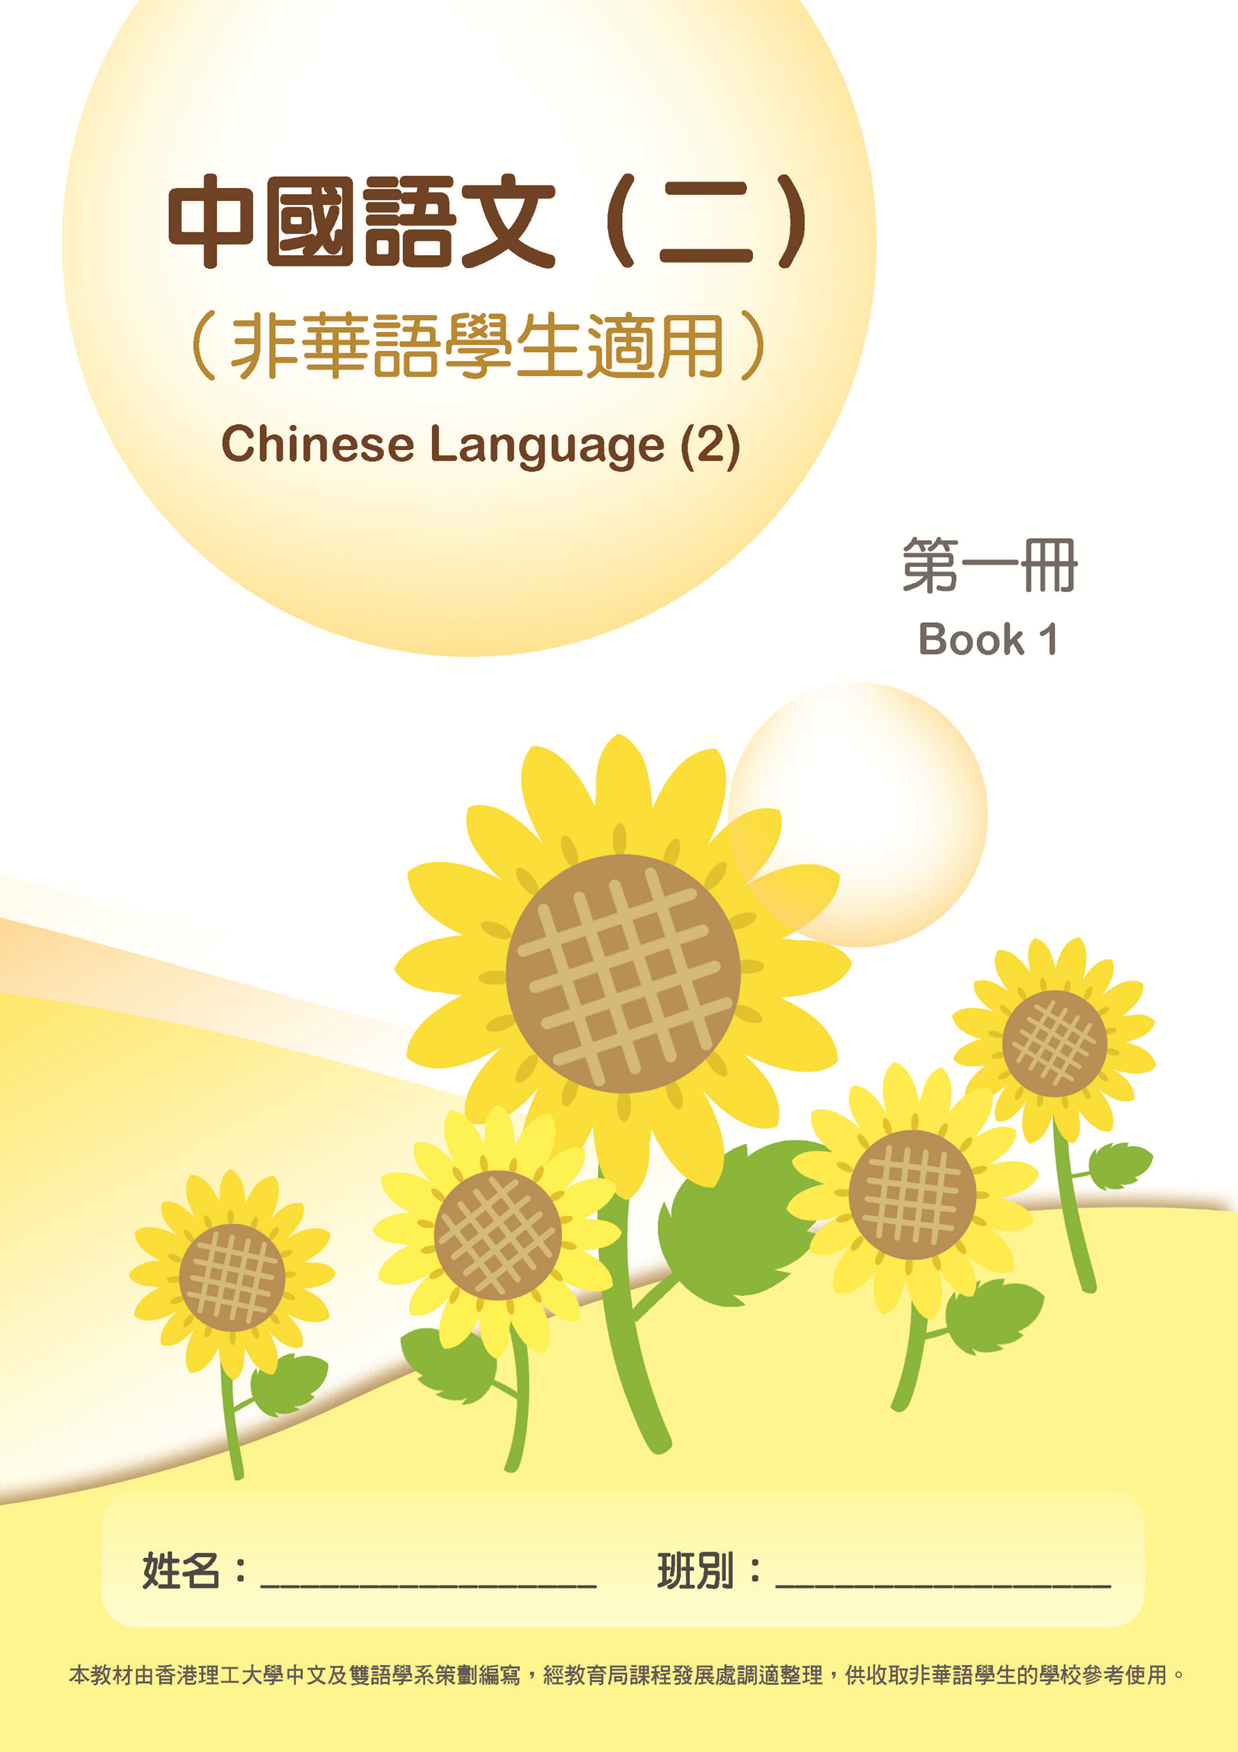 中國語文（二）
（非華語學生適用）
Chinese Language (2)
第一冊
Book 1
姓名：_________________ 班別：_________________
本教材由香港理工大學中文及雙語學系策劃編寫，經教育局課程發展處調適整理，供收取非華語學生的學校參考使用。